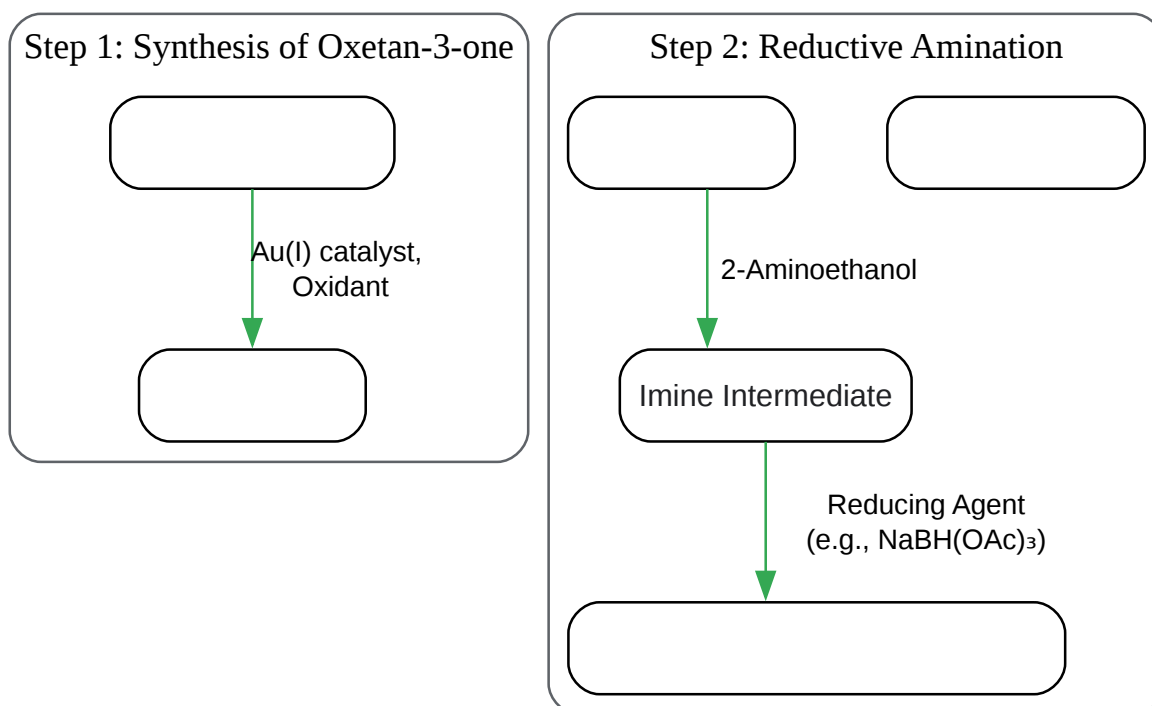 Step 1: Synthesis of Oxetan-3-one
Au(I) catalyst,
Oxidant
Step 2: Reductive Amination
2-Aminoethanol
Imine Intermediate
Reducing Agent
(e.g., NaBH(OAc)₃)